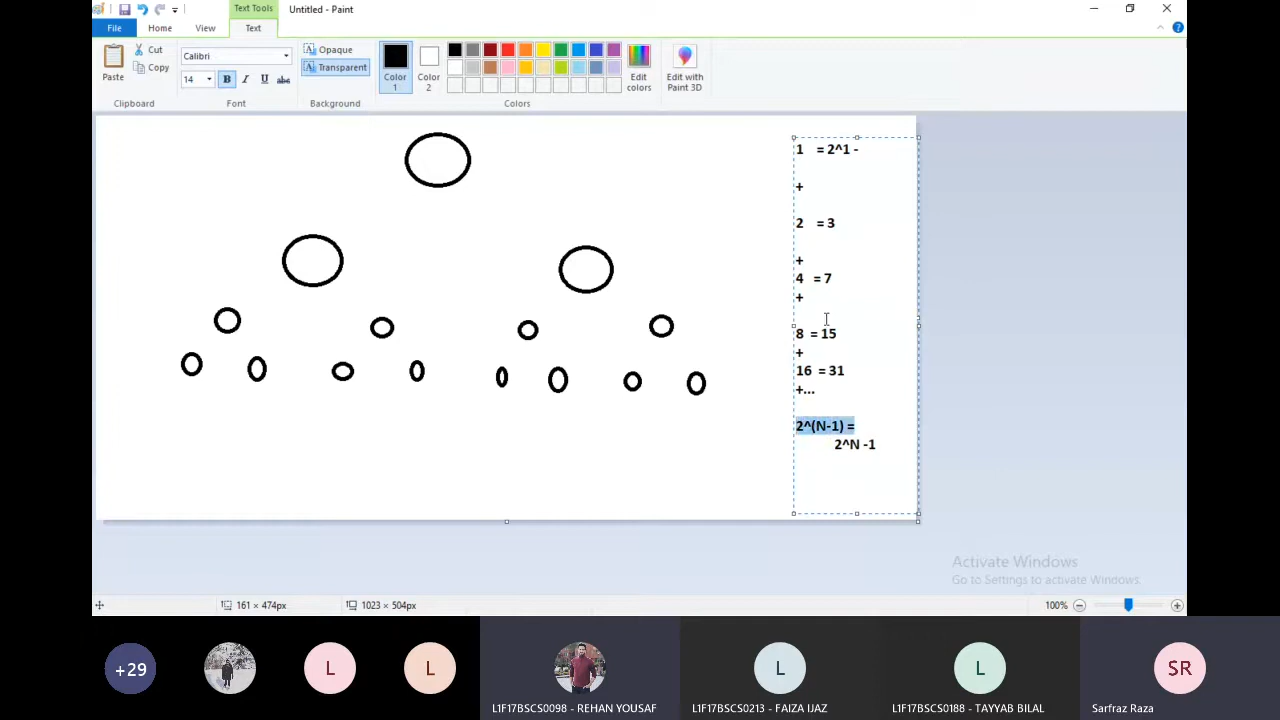 Text Tools
Untitled - Paint
File
Home
View
Text
Paste
Cut
Copy
Clipboard
Calibri
14
B I U abc
Font
Opaque
Transparent
Background
Color 1
Color 2
Edit colors
Colors
Edit with Paint 3D
1 = 2^1 -
+
2 = 3
+
4 = 7
+
8 = 15
+
16 = 31
+...
2^(N-1) =
2^N -1
Activate Windows
Go to Settings to activate Windows.
161 × 474px
1023 × 504px
100%
+29
L
L
L
L
SR
L1F17BSCS0098 - REHAN YOUSAF
L1F17BSCS0213 - FAIZA IJAZ
L1F17BSCS0188 - TAYYAB BILAL
Sarfraz Raza